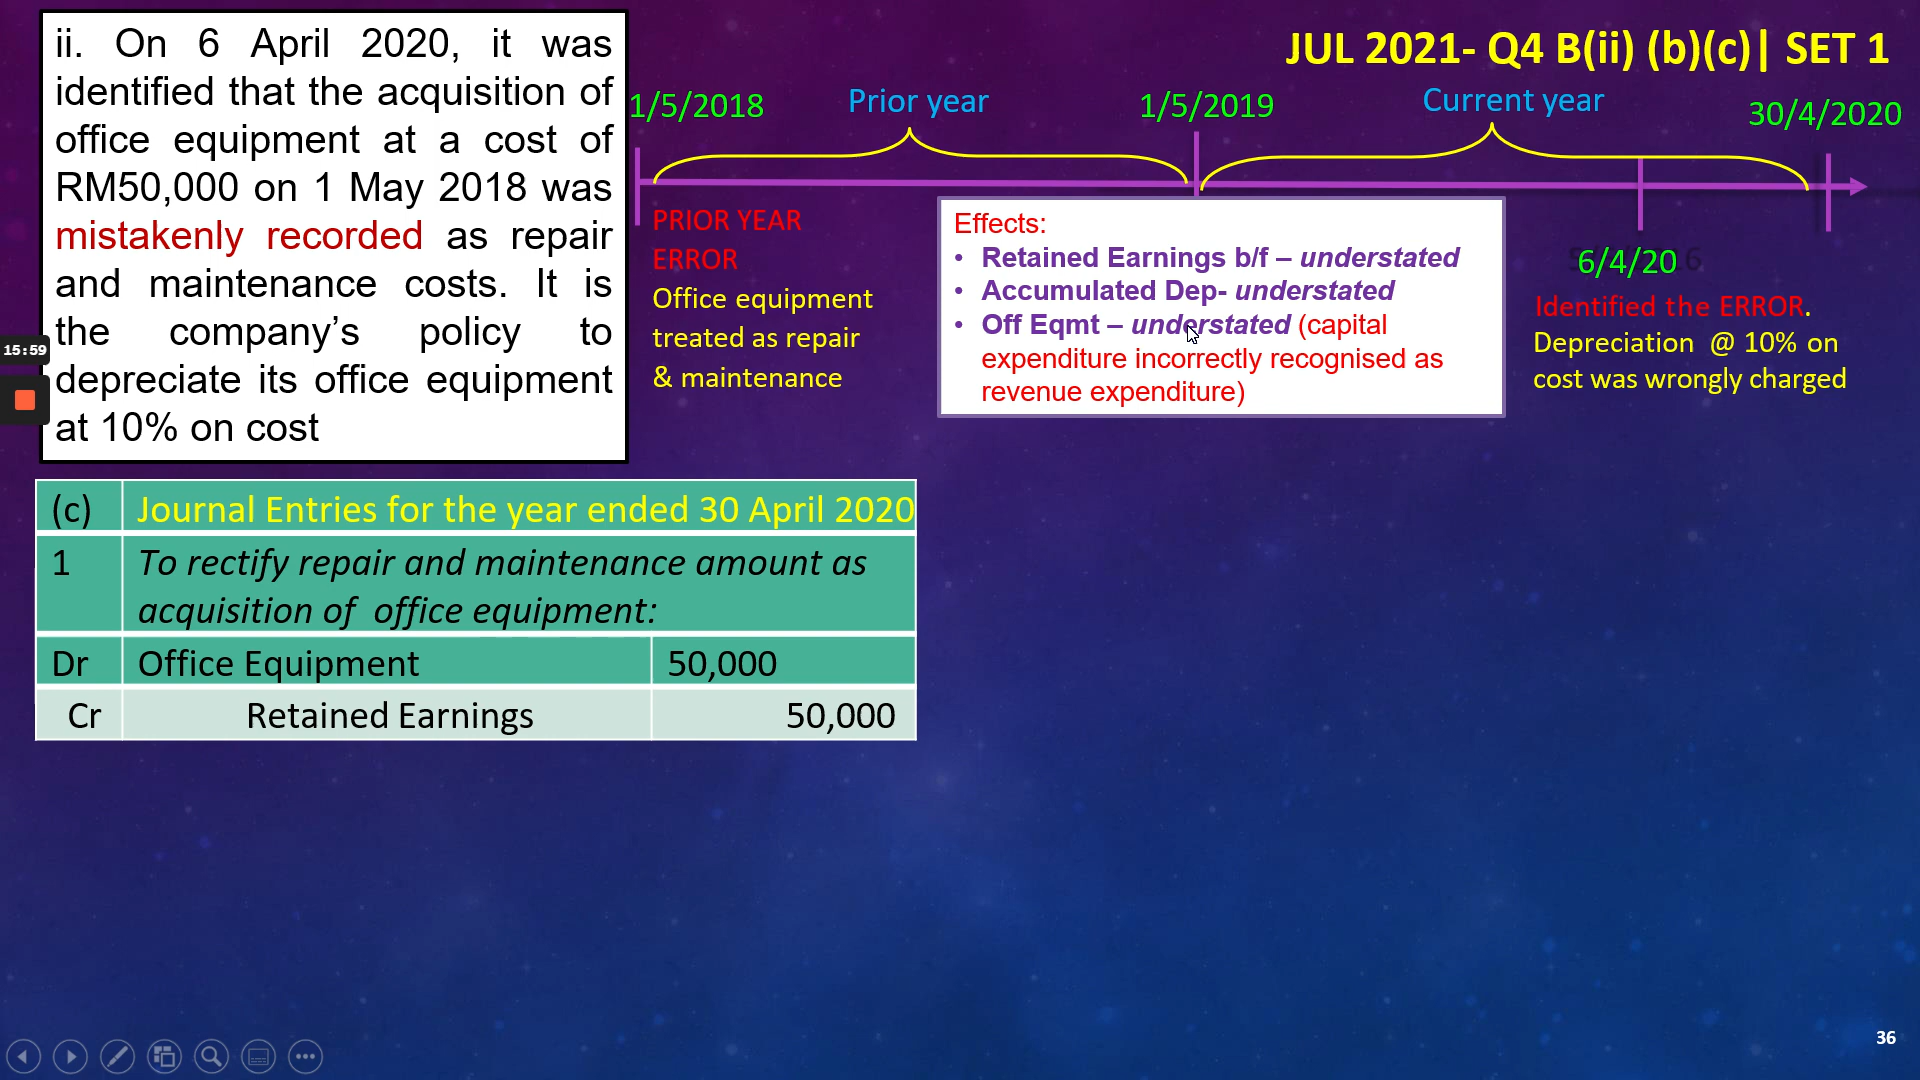 ii. On 6 April 2020, it was
identified that the acquisition of
office equipment at a cost of
RM50,000 on 1 May 2018 was
mistakenly recorded as repair
and maintenance costs. It is
the company’s policy to
depreciate its office equipment
at 10% on cost
JUL 2021- Q4 B(ii) (b)(c)| SET 1
1/5/2018
Prior year
1/5/2019
Current year
30/4/2020
PRIOR YEAR
ERROR
Office equipment
treated as repair
& maintenance
Effects:
• Retained Earnings b/f – understated
• Accumulated Dep- understated
• Off Eqmt – understated (capital
expenditure incorrectly recognised as
revenue expenditure)
6/4/20
Identified the ERROR.
Depreciation @ 10% on
cost was wrongly charged
15:59
(c) Journal Entries for the year ended 30 April 2020
1 To rectify repair and maintenance amount as
acquisition of office equipment:
Dr Office Equipment 50,000
Cr Retained Earnings 50,000
36